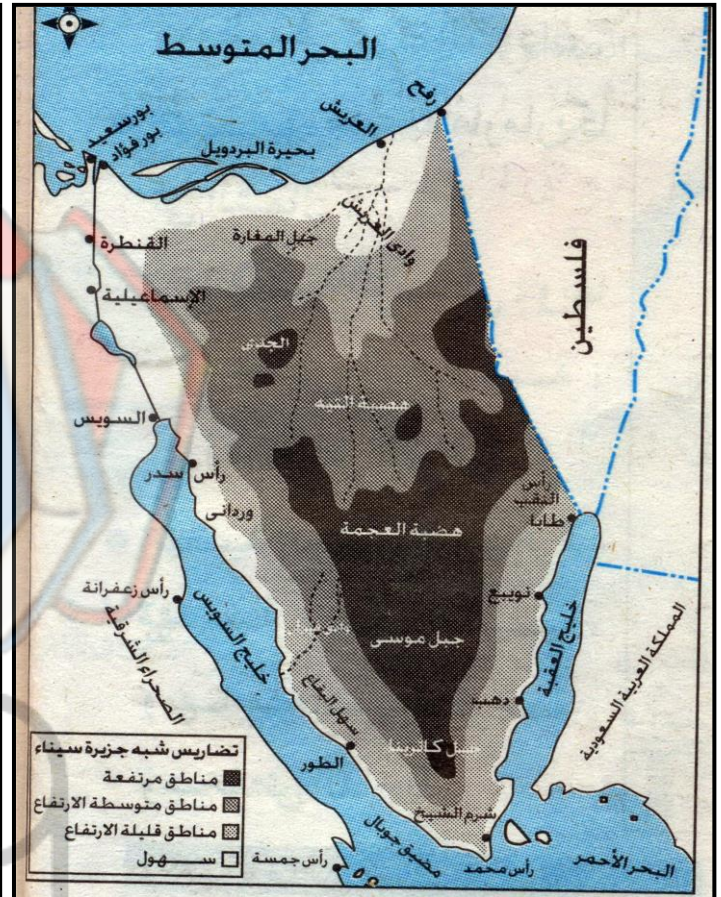 البحر المتوسط
رفح
العريش
بورسعيد
بور فؤاد
بحيرة البردويل
وادى العريش
جبل المغارة
القنطرة
الإسماعيلية
فلسطين
الجدى
هضبة التيه
السويس
رأس سدر
وردانى
رأس
النقب
طابا
هضبة العجمة
نويبع
رأس زعفرانة
خليج السويس
الصحراء الشرقية
جبل موسى
خليج العقبة
المملكة العربية السعودية
دهب
سهل القاع
جبل كاترينا
الطور
شرم الشيخ
مضيق جوبال
رأس محمد
البحر الأحمر
رأس جمسة
تضاريس شبه جزيرة سيناء
مناطق مرتفعة
مناطق متوسطة الارتفاع
مناطق قليلة الارتفاع
سهول